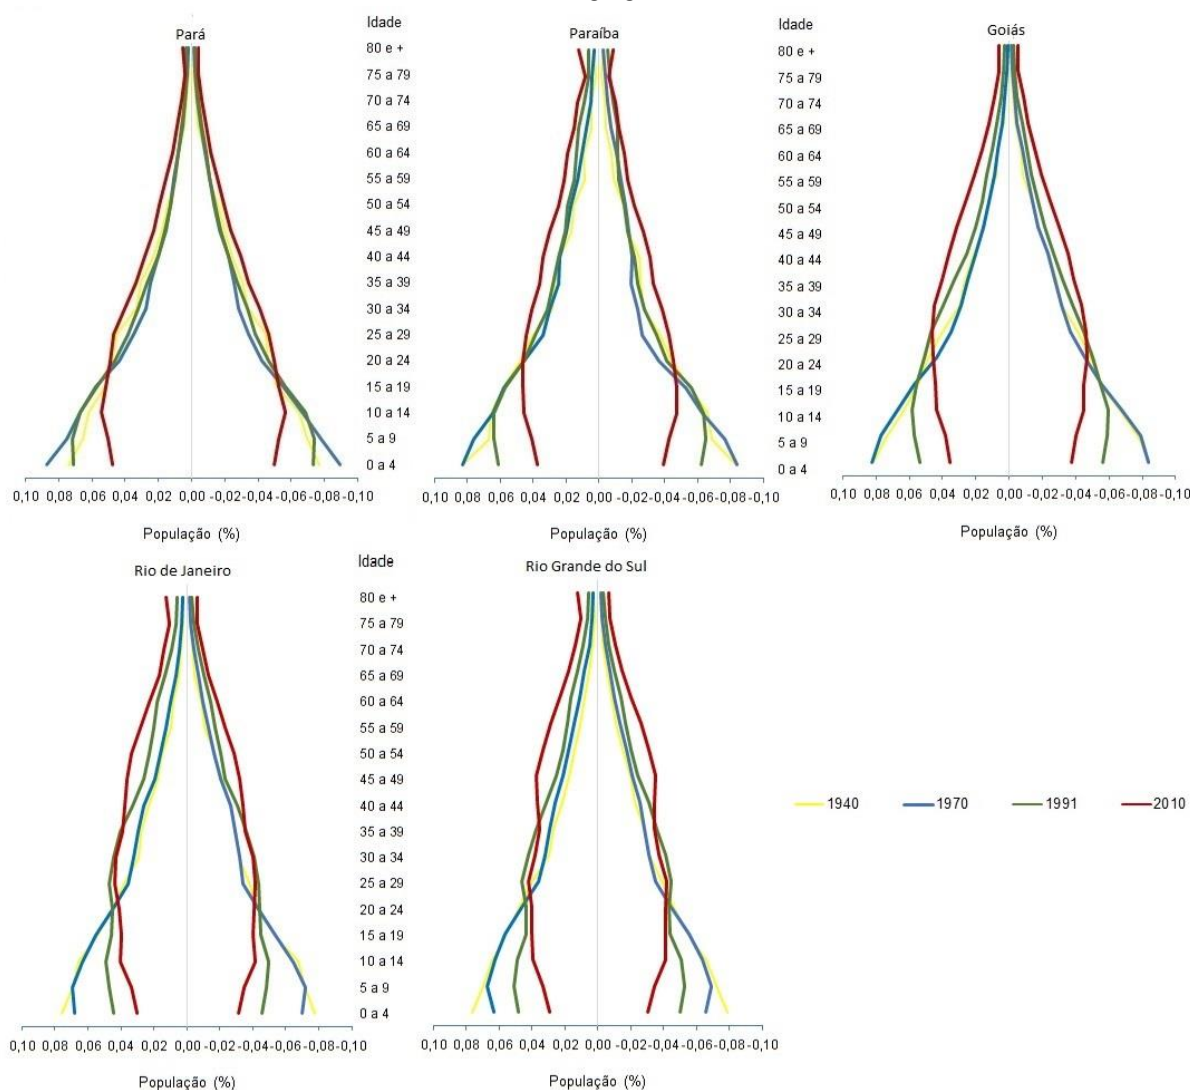 Pará
Idade
80 e +
75 a 79
70 a 74
65 a 69
60 a 64
55 a 59
50 a 54
45 a 49
40 a 44
35 a 39
30 a 34
25 a 29
20 a 24
15 a 19
10 a 14
5 a 9
0 a 4
0,10 0,08 0,06 0,04 0,02 0,00 -0,02 -0,04 -0,06 -0,08 -0,10
População (%)
Paraíba
Idade
80 e +
75 a 79
70 a 74
65 a 69
60 a 64
55 a 59
50 a 54
45 a 49
40 a 44
35 a 39
30 a 34
25 a 29
20 a 24
15 a 19
10 a 14
5 a 9
0 a 4
0,10 0,08 0,06 0,04 0,02 0,00 -0,02 -0,04 -0,06 -0,08 -0,10
População (%)
Goiás
0,10 0,08 0,06 0,04 0,02 0,00 -0,02 -0,04 -0,06 -0,08 -0,10
População (%)
Rio de Janeiro
Idade
80 e +
75 a 79
70 a 74
65 a 69
60 a 64
55 a 59
50 a 54
45 a 49
40 a 44
35 a 39
30 a 34
25 a 29
20 a 24
15 a 19
10 a 14
5 a 9
0 a 4
0,10 0,08 0,06 0,04 0,02 0,00 -0,02 -0,04 -0,06 -0,08 -0,10
População (%)
Rio Grande do Sul
0,10 0,08 0,06 0,04 0,02 0,00 -0,02 -0,04 -0,06 -0,08 -0,10
População (%)
1940 1970 1991 2010